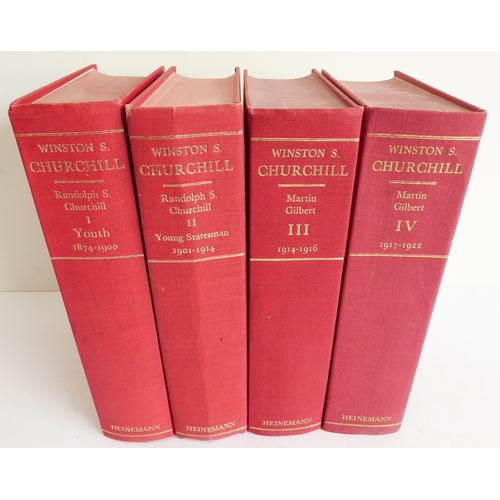 WINSTON S.
CHURCHILL
Randolph S.
Churchill
I
Youth
1874-1900
HEINEMANN
WINSTON S.
CHURCHILL
Randolph S.
Churchill
II
Young Statesman
1901-1914
HEINEMANN
WINSTON S.
CHURCHILL
Martin
Gilbert
III
1914-1916
HEINEMANN
WINSTON S.
CHURCHILL
Martin
Gilbert
IV
1917-1922
HEINEMANN